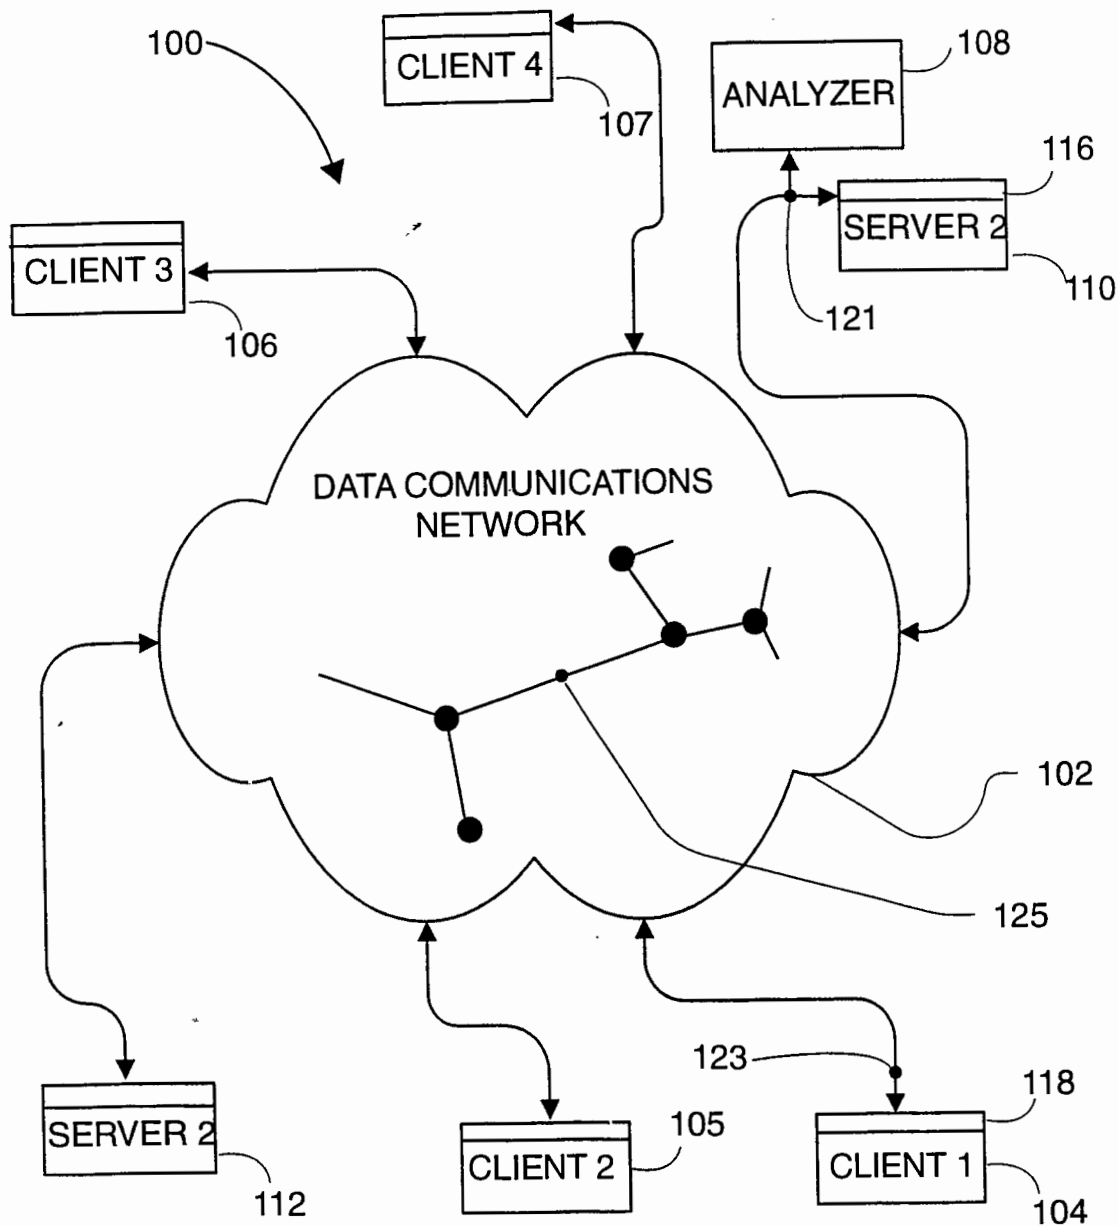 100
CLIENT 4
107
ANALYZER
108
116
SERVER 2
110
121
CLIENT 3
106
DATA COMMUNICATIONS
NETWORK
102
125
123
118
CLIENT 1
104
105
CLIENT 2
SERVER 2
112